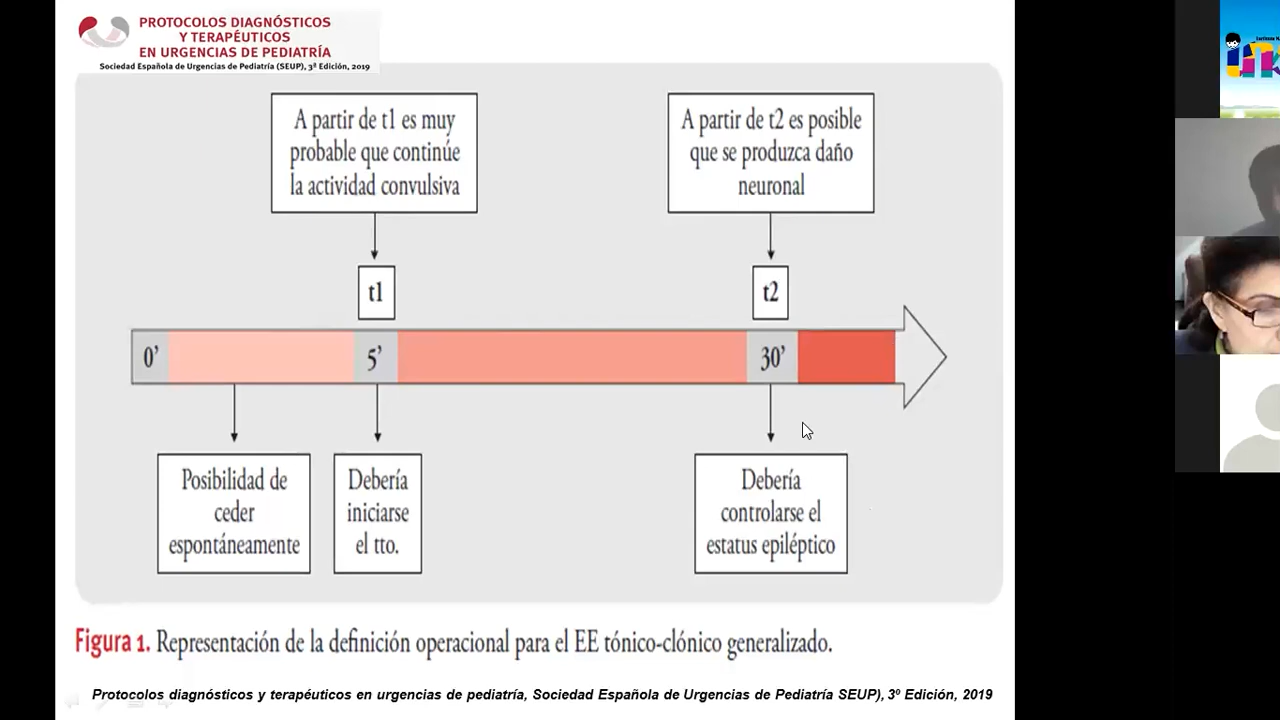 PROTOCOLOS DIAGNÓSTICOS
Y TERAPÉUTICOS
EN URGENCIAS DE PEDIATRÍA
Sociedad Española de Urgencias de Pediatría (SEUP), 3ª Edición, 2019
A partir de t1 es muy
probable que continúe
la actividad convulsiva
A partir de t2 es posible
que se produzca daño
neuronal
t1
t2
0’
5’
30’
Posibilidad de
ceder
espontáneamente
Debería
iniciarse
el tto.
Debería
controlarse el
estatus epiléptico
Figura 1. Representación de la definición operacional para el EE tónico-clónico generalizado.
Protocolos diagnósticos y terapéuticos en urgencias de pediatría, Sociedad Española de Urgencias de Pediatría SEUP), 3º Edición, 2019